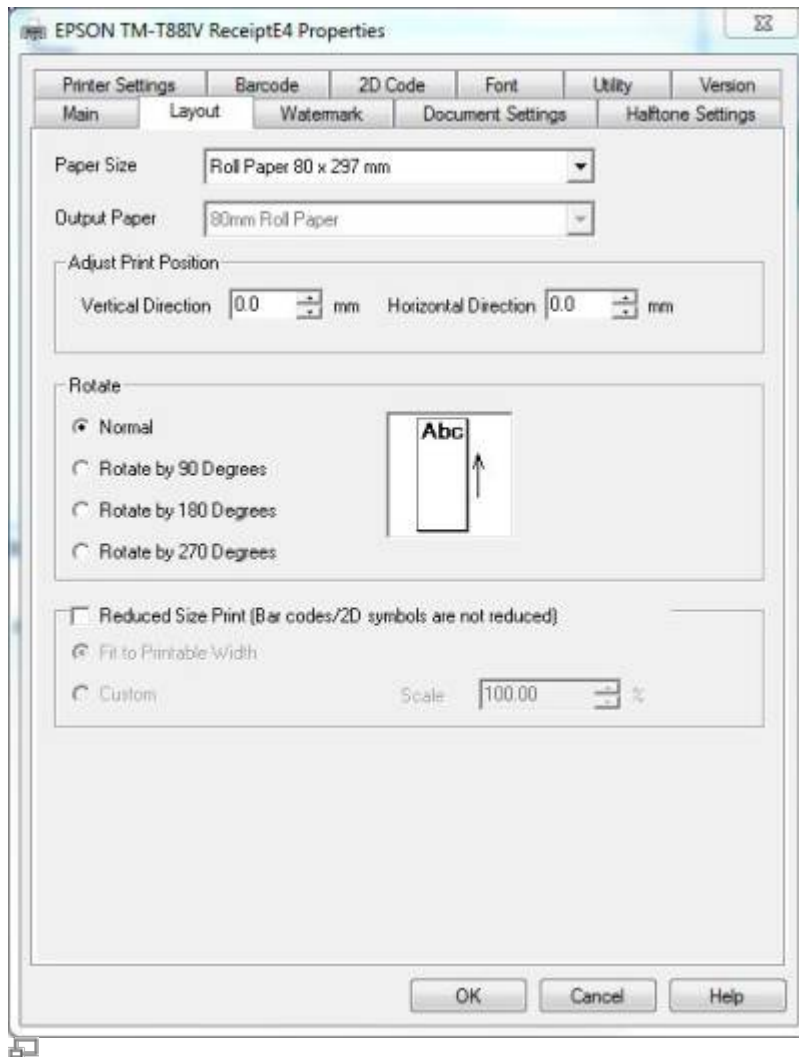 EPSON TM-T88IV ReceiptE4 Properties
Printer Settings Barcode 2D Code Font Utility Version
Main Layout Watermark Document Settings Halftone Settings
Paper Size Roll Paper 80 x 297 mm
Output Paper 80mm Roll Paper
Adjust Print Position
Vertical Direction 0.0 mm Horizontal Direction 0.0 mm
Rotate
Normal
Abc
Rotate by 90 Degrees
Rotate by 180 Degrees
Rotate by 270 Degrees
Reduced Size Print (Bar codes/2D symbols are not reduced)
Fit to Printable Width
Custom Scale 100.00 %
OK Cancel Help